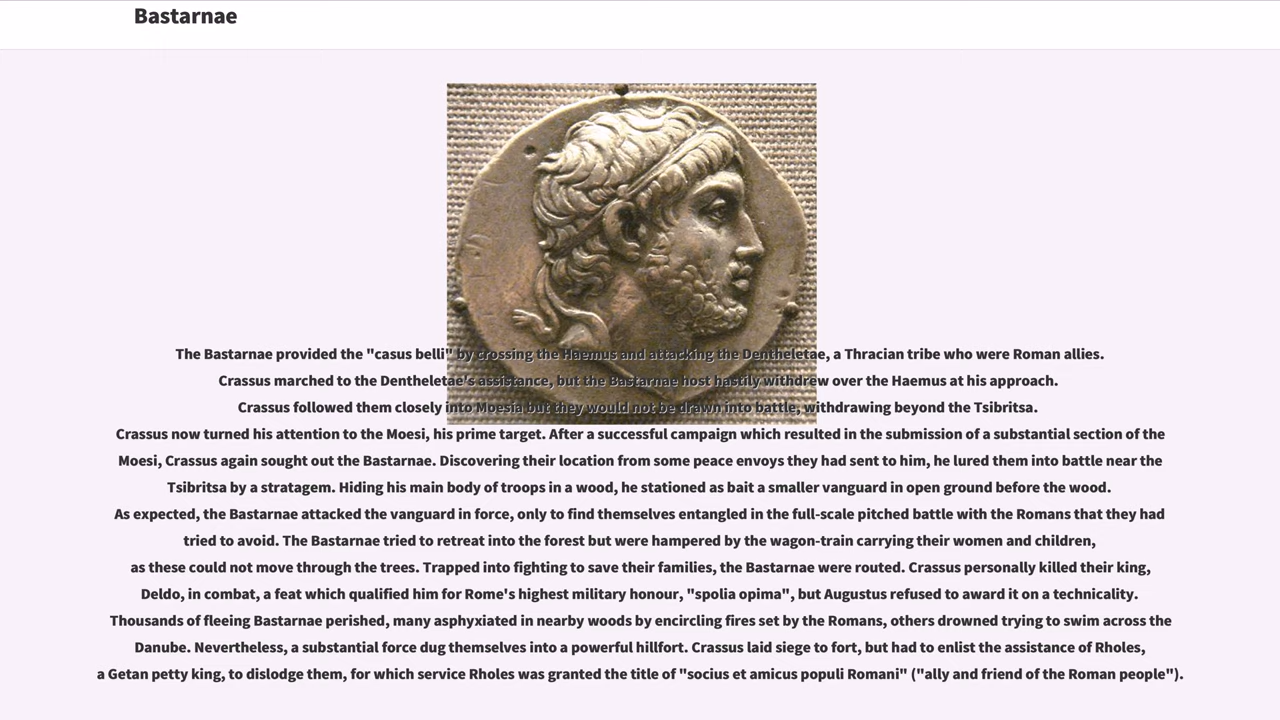 Bastarnae
The Bastarnae provided the "casus belli" by crossing the Haemus and attacking the Dentheletae, a Thracian tribe who were Roman allies.
Crassus marched to the Dentheletae's assistance, but the Bastarnae host hastily withdrew over the Haemus at his approach.
Crassus followed them closely into Moesia but they would not be drawn into battle, withdrawing beyond the Tsibritsa.
Crassus now turned his attention to the Moesi, his prime target. After a successful campaign which resulted in the submission of a substantial section of the
Moesi, Crassus again sought out the Bastarnae. Discovering their location from some peace envoys they had sent to him, he lured them into battle near the
Tsibritsa by a stratagem. Hiding his main body of troops in a wood, he stationed as bait a smaller vanguard in open ground before the wood.
As expected, the Bastarnae attacked the vanguard in force, only to find themselves entangled in the full-scale pitched battle with the Romans that they had
tried to avoid. The Bastarnae tried to retreat into the forest but were hampered by the wagon-train carrying their women and children,
as these could not move through the trees. Trapped into fighting to save their families, the Bastarnae were routed. Crassus personally killed their king,
Deldo, in combat, a feat which qualified him for Rome's highest military honour, "spolia opima", but Augustus refused to award it on a technicality.
Thousands of fleeing Bastarnae perished, many asphyxiated in nearby woods by encircling fires set by the Romans, others drowned trying to swim across the
Danube. Nevertheless, a substantial force dug themselves into a powerful hillfort. Crassus laid siege to fort, but had to enlist the assistance of Rholes,
a Getan petty king, to dislodge them, for which service Rholes was granted the title of "socius et amicus populi Romani" ("ally and friend of the Roman people").